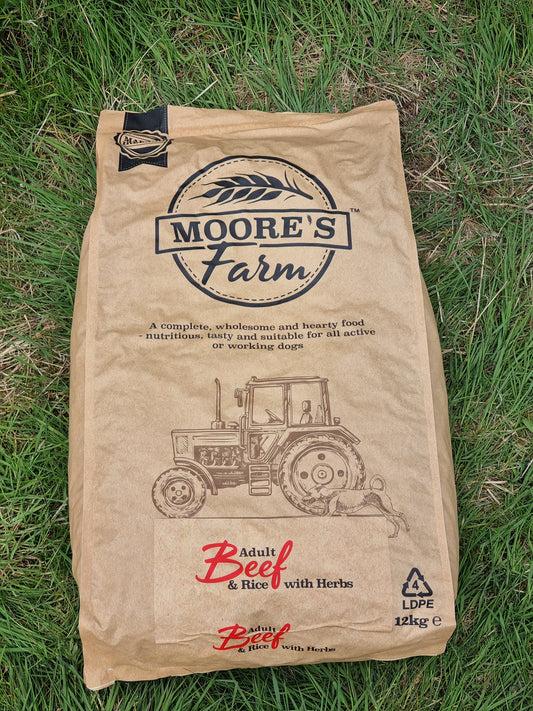 MOORE'S™
Farm
A complete, wholesome and hearty food
- nutritious, tasty and suitable for all active
or working dogs
Adult
Beef
& Rice with Herbs
4
LDPE
12kg e
Adult
Beef
& Rice with Herbs